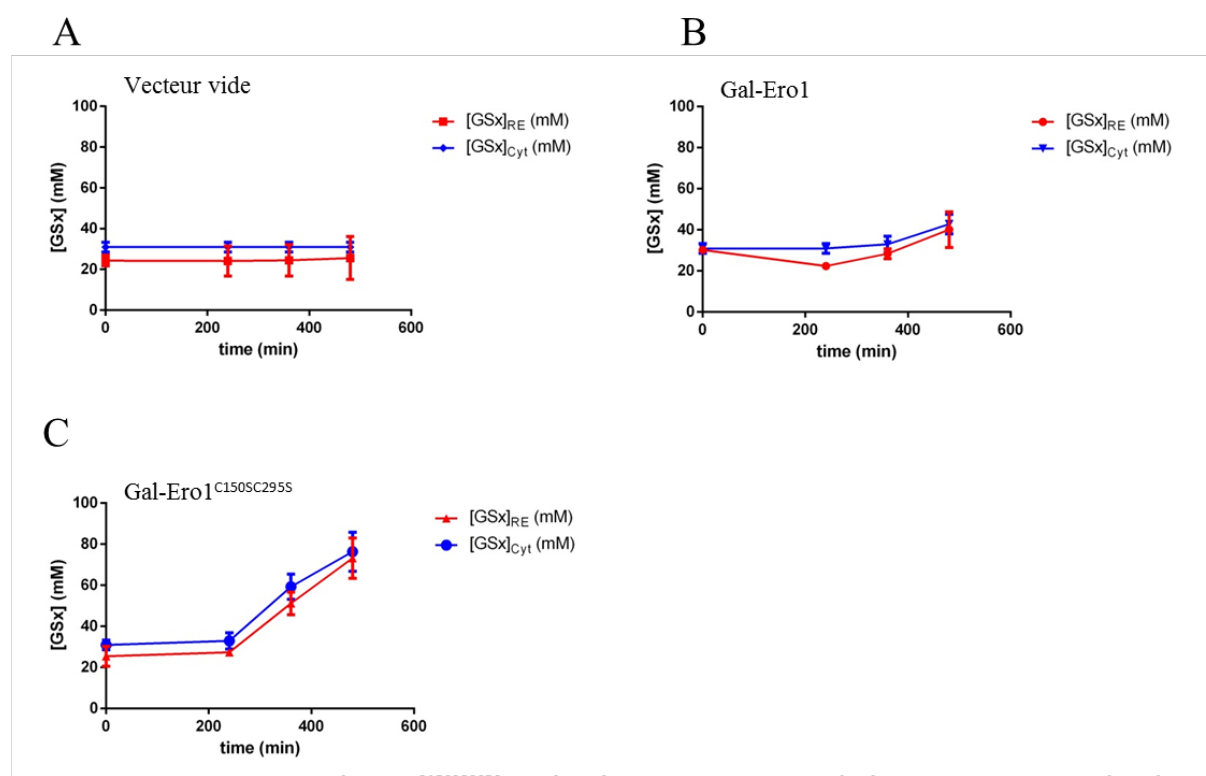 A
Vecteur vide
100
80
60
40
20
0
[GSx] (mM)
0 200 400 600
time (min)
[GSx]RE (mM)
[GSx]Cyt (mM)
B
Gal-Ero1
100
80
60
40
20
0
[GSx] (mM)
0 200 400 600
time (min)
[GSx]RE (mM)
[GSx]Cyt (mM)
C
Gal-Ero1C150SC295S
100
80
60
40
20
0
[GSx] (mM)
0 200 400 600
time (min)
[GSx]RE (mM)
[GSx]Cyt (mM)